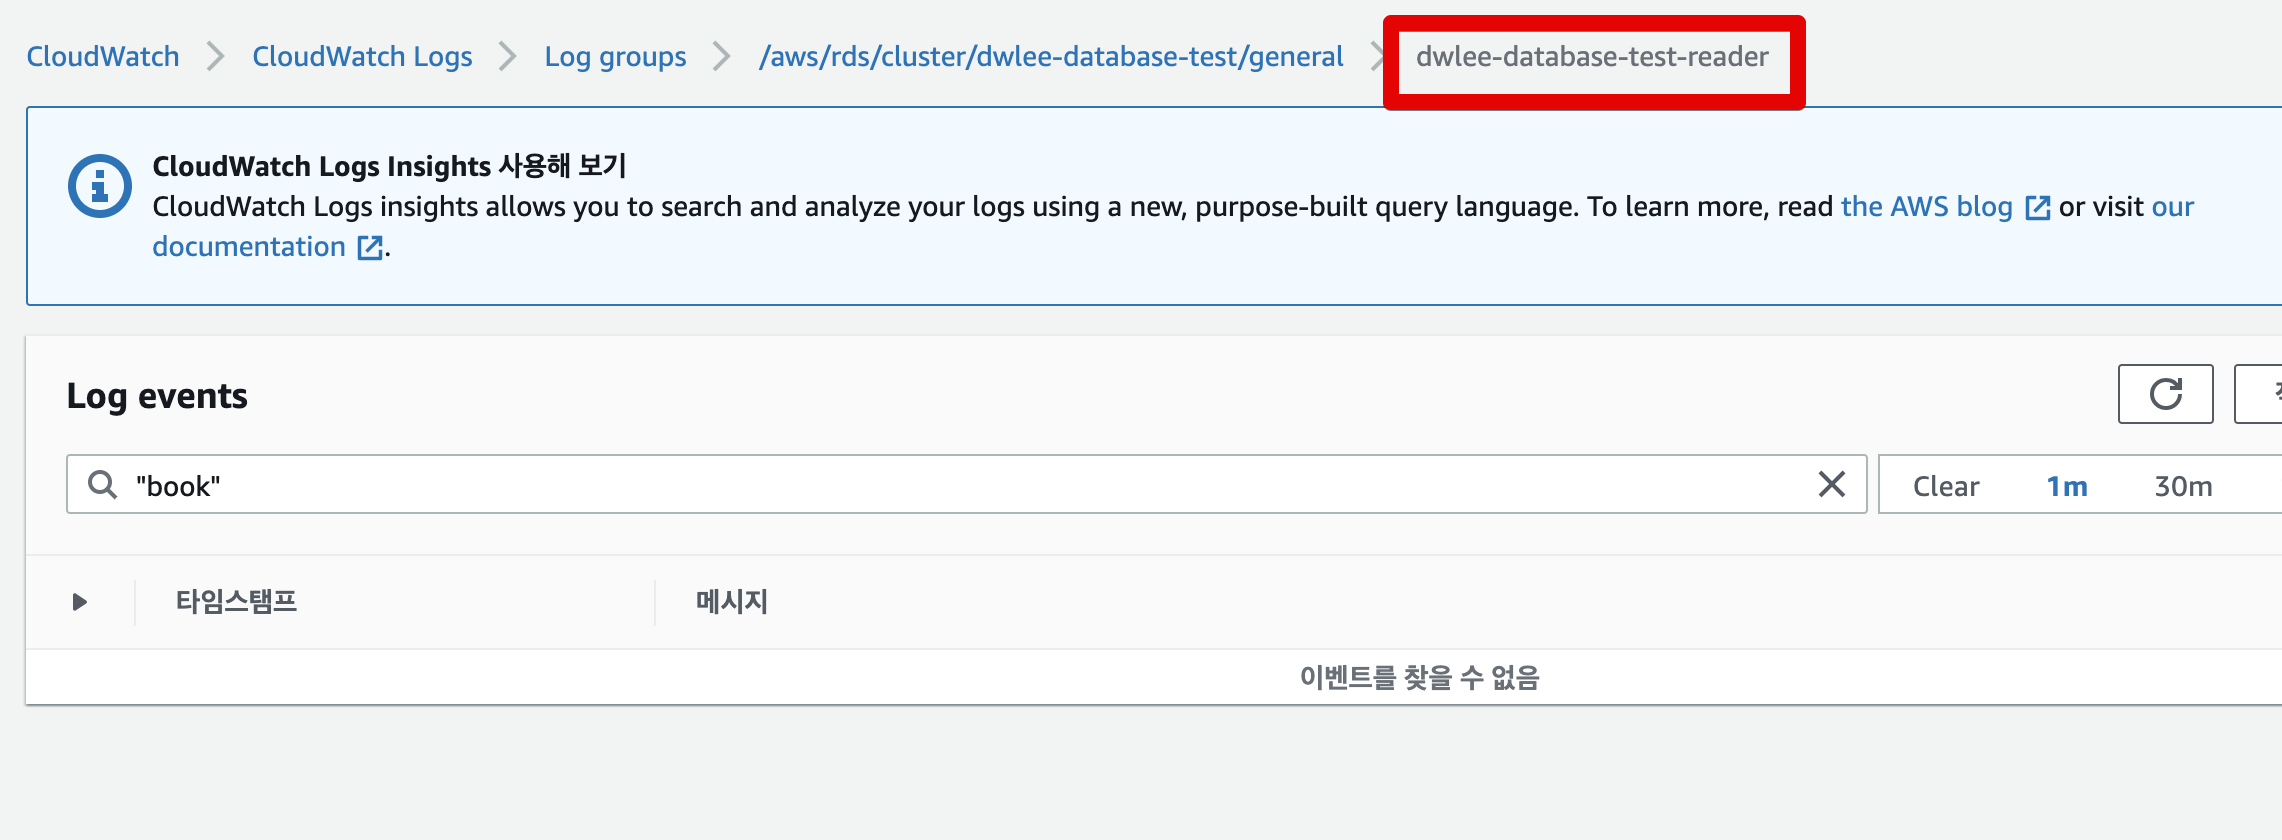 CloudWatch > CloudWatch Logs > Log groups > /aws/rds/cluster/dwlee-database-test/general > dwlee-database-test-reader
CloudWatch Logs Insights 사용해 보기
CloudWatch Logs insights allows you to search and analyze your logs using a new, purpose-built query language. To learn more, read the AWS blog or visit our
documentation.
Log events
"book" Clear 1m 30m
타임스탬프 메시지
이벤트를 찾을 수 없음